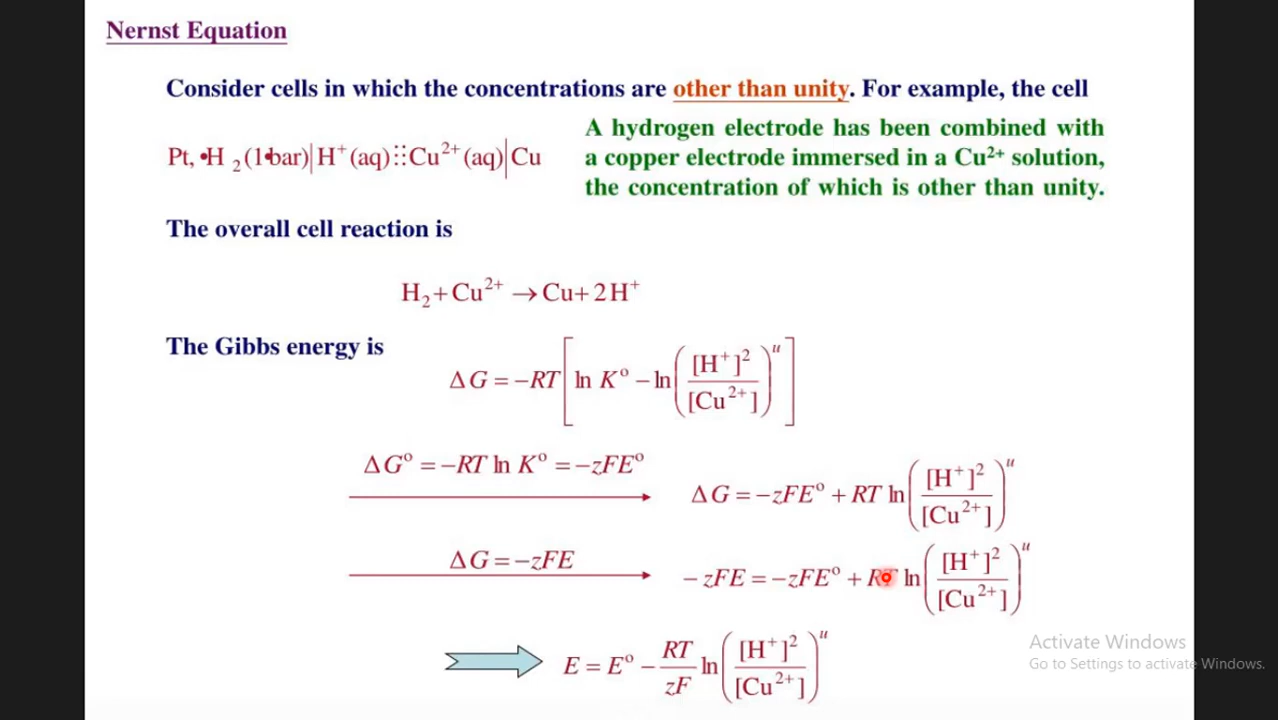 Nernst Equation
Consider cells in which the concentrations are other than unity. For example, the cell
A hydrogen electrode has been combined with
a copper electrode immersed in a Cu²⁺ solution,
the concentration of which is other than unity.
Pt, •H₂(1•bar)|H⁺(aq)⫶⫶Cu²⁺(aq)|Cu
The overall cell reaction is
H₂+Cu²⁺ →Cu+2H⁺
The Gibbs energy is
ΔG = −RT[ln K° −ln([H⁺]²/[Cu²⁺])ᵘ]
ΔG° = −RT ln K° = −zFE°
ΔG = −zFE° + RT ln([H⁺]²/[Cu²⁺])ᵘ
ΔG = −zFE
−zFE = −zFE° + RT ln([H⁺]²/[Cu²⁺])ᵘ
E = E° − RT/zF ln([H⁺]²/[Cu²⁺])ᵘ
Activate Windows
Go to Settings to activate Windows.